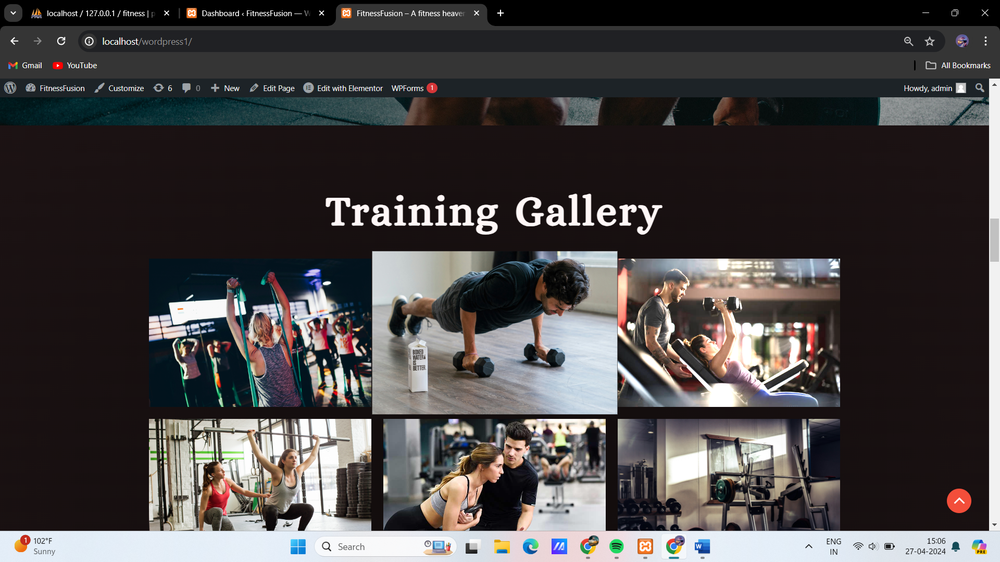 localhost / 127.0.0.1 / fitness | p
Dashboard ‹ FitnessFusion — W
FitnessFusion – A fitness heaven
localhost/wordpress1/
Gmail
YouTube
All Bookmarks
FitnessFusion
Customize
6
0
New
Edit Page
Edit with Elementor
WPForms
1
Howdy, admin
Training Gallery
BOXED
WATER
IS
BETTER.
1
102°F
Sunny
Search
W
ENG
IN
15:06
27-04-2024
PRE